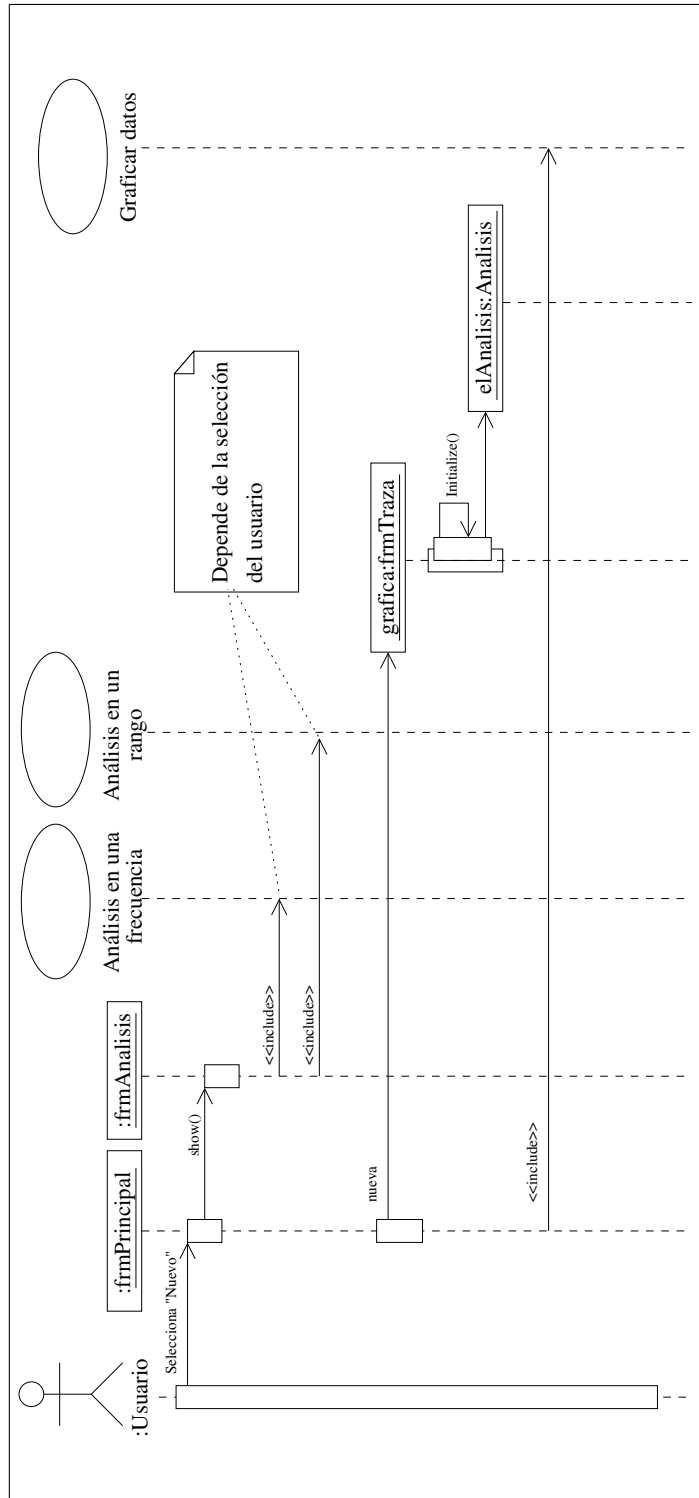 :Usuario
:frmPrincipal
:frmAnalisis
Análisis en una
frecuencia
Análisis en un
rango
Graficar datos
Selecciona "Nuevo"
show()
<<include>>
<<include>>
Depende de la selección
del usuario
nueva
grafica:frmTraza
Initialize()
elAnalisis:Analisis
<<include>>